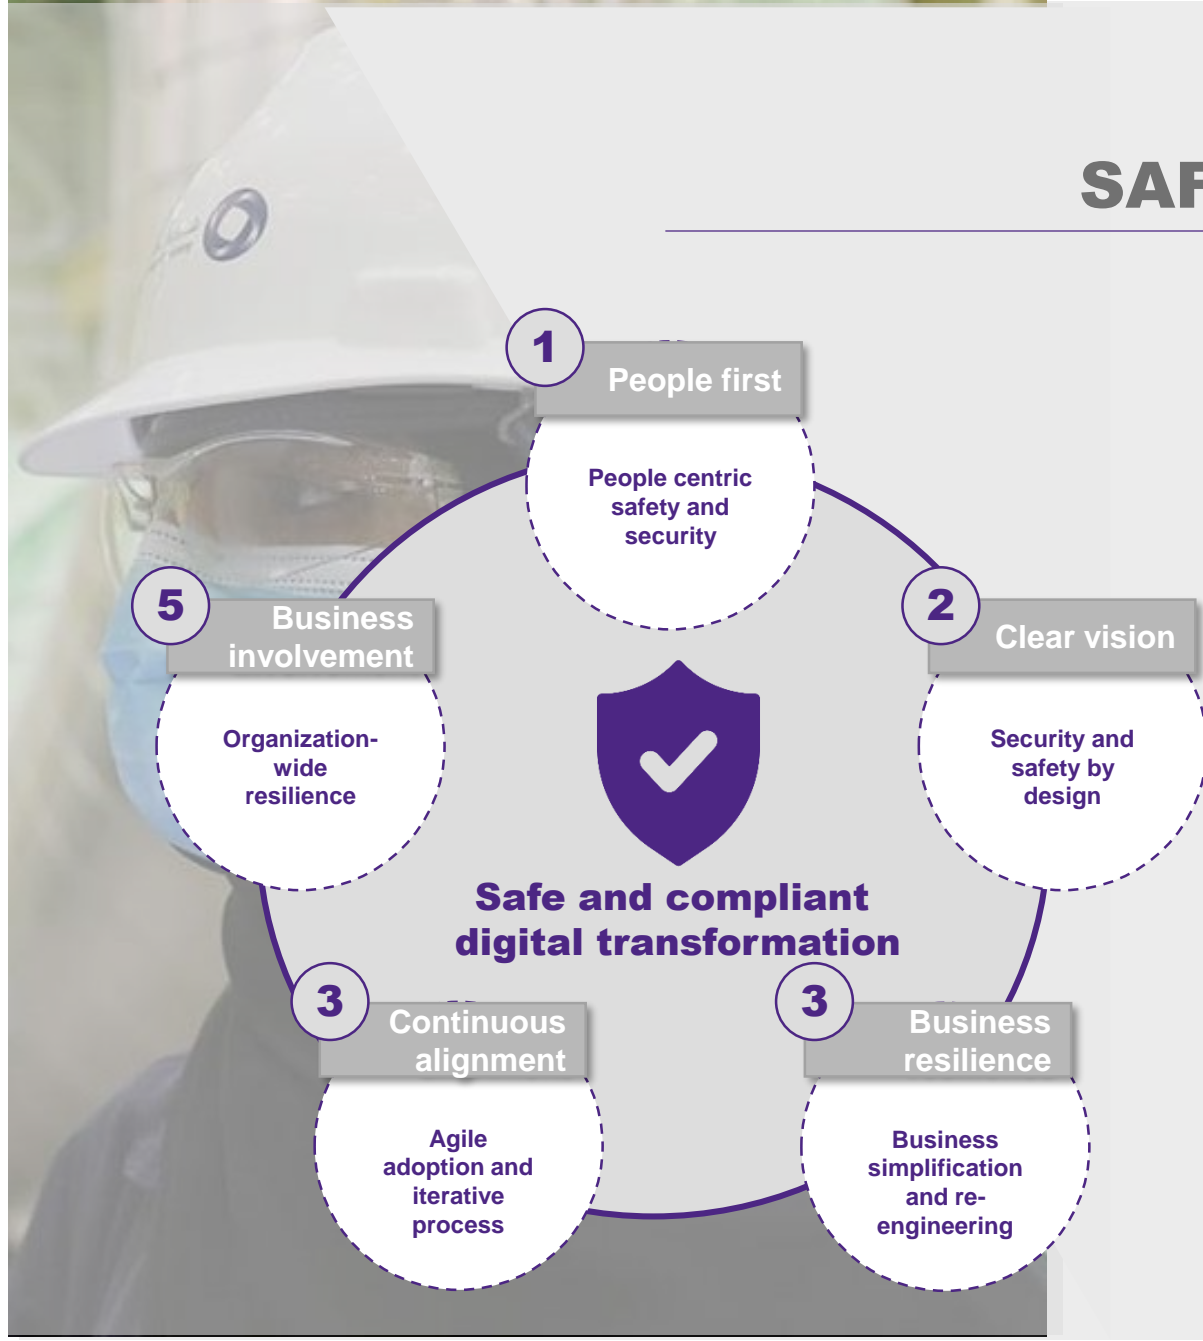 SAF
1
People first
People centric
safety and
security
2
Clear vision
Security and
safety by
design
3
Business
resilience
Business
simplification
and re-
engineering
3
Continuous
alignment
Agile
adoption and
iterative
process
5
Business
involvement
Organization-
wide
resilience
Safe and compliant
digital transformation